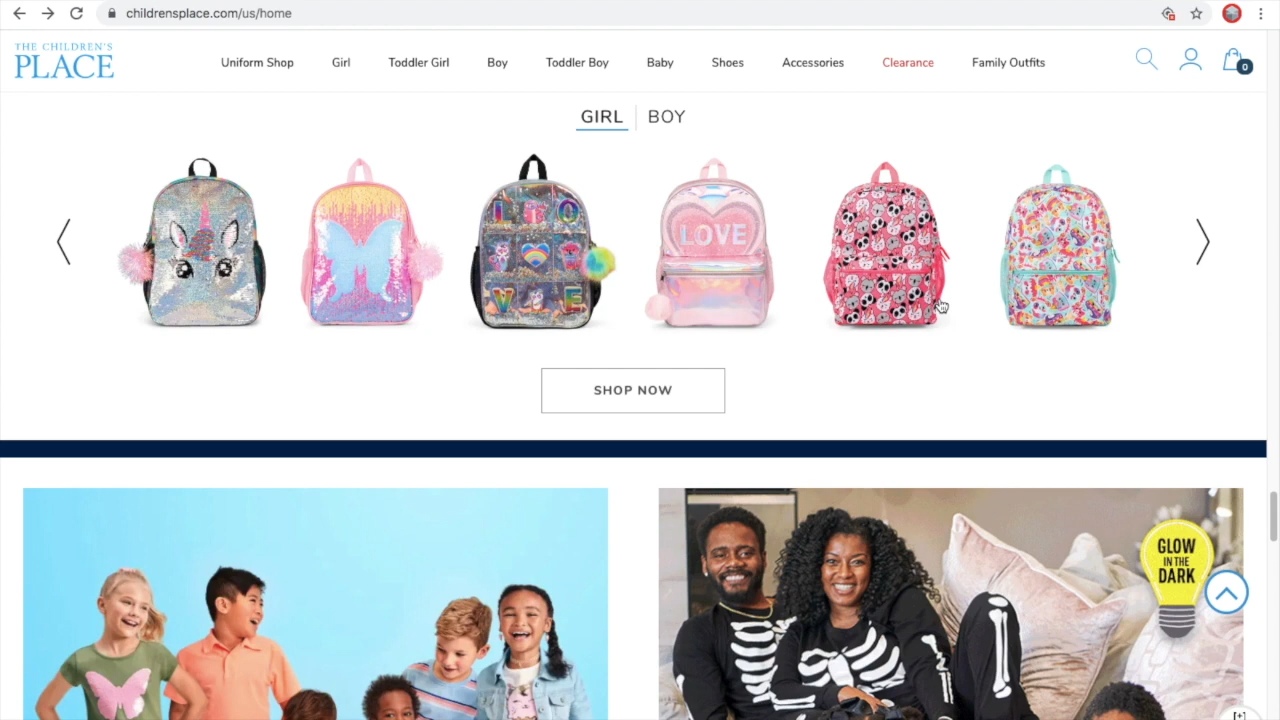 childrensplace.com/us/home
THE CHILDREN'S
PLACE
Uniform Shop Girl Toddler Girl Boy Toddler Boy Baby Shoes Accessories Clearance Family Outfits
0
GIRL BOY
L O
V E
LOVE
SHOP NOW
GLOW
IN THE
DARK
[+]